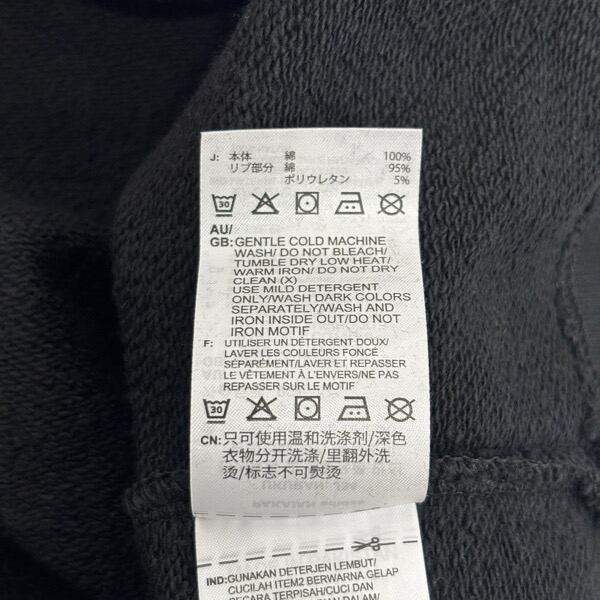 J: 本体 綿 100%
リブ部分 綿 95%
ポリウレタン 5%
30
AU/
GB: GENTLE COLD MACHINE
WASH/ DO NOT BLEACH/
TUMBLE DRY LOW HEAT/
WARM IRON/ DO NOT DRY
CLEAN (X)
USE MILD DETERGENT
ONLY/WASH DARK COLORS
SEPARATELY/WASH AND
IRON INSIDE OUT/DO NOT
IRON MOTIF
F: UTILISER UN DÉTERGENT DOUX/
LAVER LES COULEURS FONCÉ
SÉPARÉMENT/LAVER ET REPASSER
LE VÊTEMENT À L'ENVERS/NE PAS
REPASSER SUR LE MOTIF
30
CN: 只可使用温和洗涤剂/深色
衣物分开洗涤/里翻外洗
烫/标志不可熨烫
IND: GUNAKAN DETERJEN LEMBUT/
CUCILAH ITEM2 BERWARNA GELAP
SECARA TERPISAH/CUCI DAN